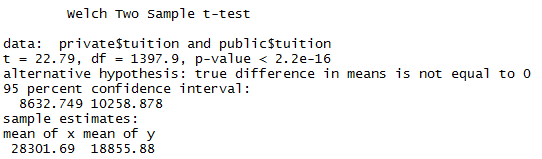 Welch Two Sample t-test
data:  private$tuition and public$tuition
t = 22.79, df = 1397.9, p-value < 2.2e-16
alternative hypothesis: true difference in means is not equal to 0
95 percent confidence interval:
  8632.749 10258.878
sample estimates:
mean of x mean of y
 28301.69  18855.88